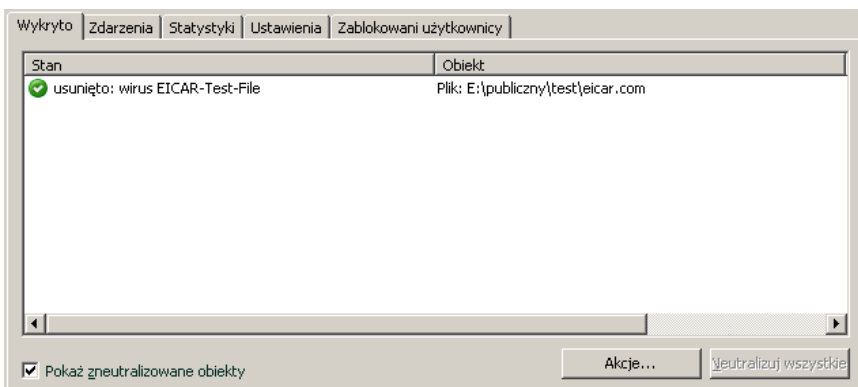 Wykryto Zdarzenia Statystyki Ustawienia Zablokowani użytkownicy
Stan Obiekt
usunięto: wirus EICAR-Test-File Plik: E:\publiczny\test\eicar.com
Pokaż zneutralizowane obiekty Akcje... Neutralizuj wszystkie